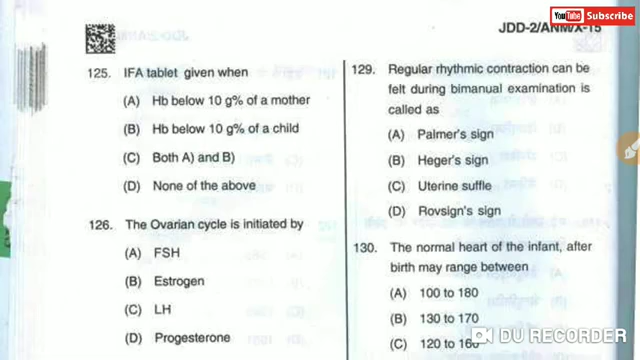 You Tube Subscribe
JDD-2/ANM/X-15
125. IFA tablet given when
(A) Hb below 10 g% of a mother
(B) Hb below 10 g% of a child
(C) Both A) and B)
(D) None of the above
126. The Ovarian cycle is initiated by
(A) FSH
(B) Estrogen
(C) LH
(D) Progesterone
129. Regular rhythmic contraction can be
felt during bimanual examination is
called as
(A) Palmer's sign
(B) Heger's sign
(C) Uterine suffle
(D) Rovsign's sign
130. The normal heart of the infant, after
birth may range between
(A) 100 to 180
(B) 130 to 170
(C) 120 to 160
DU RECORDER